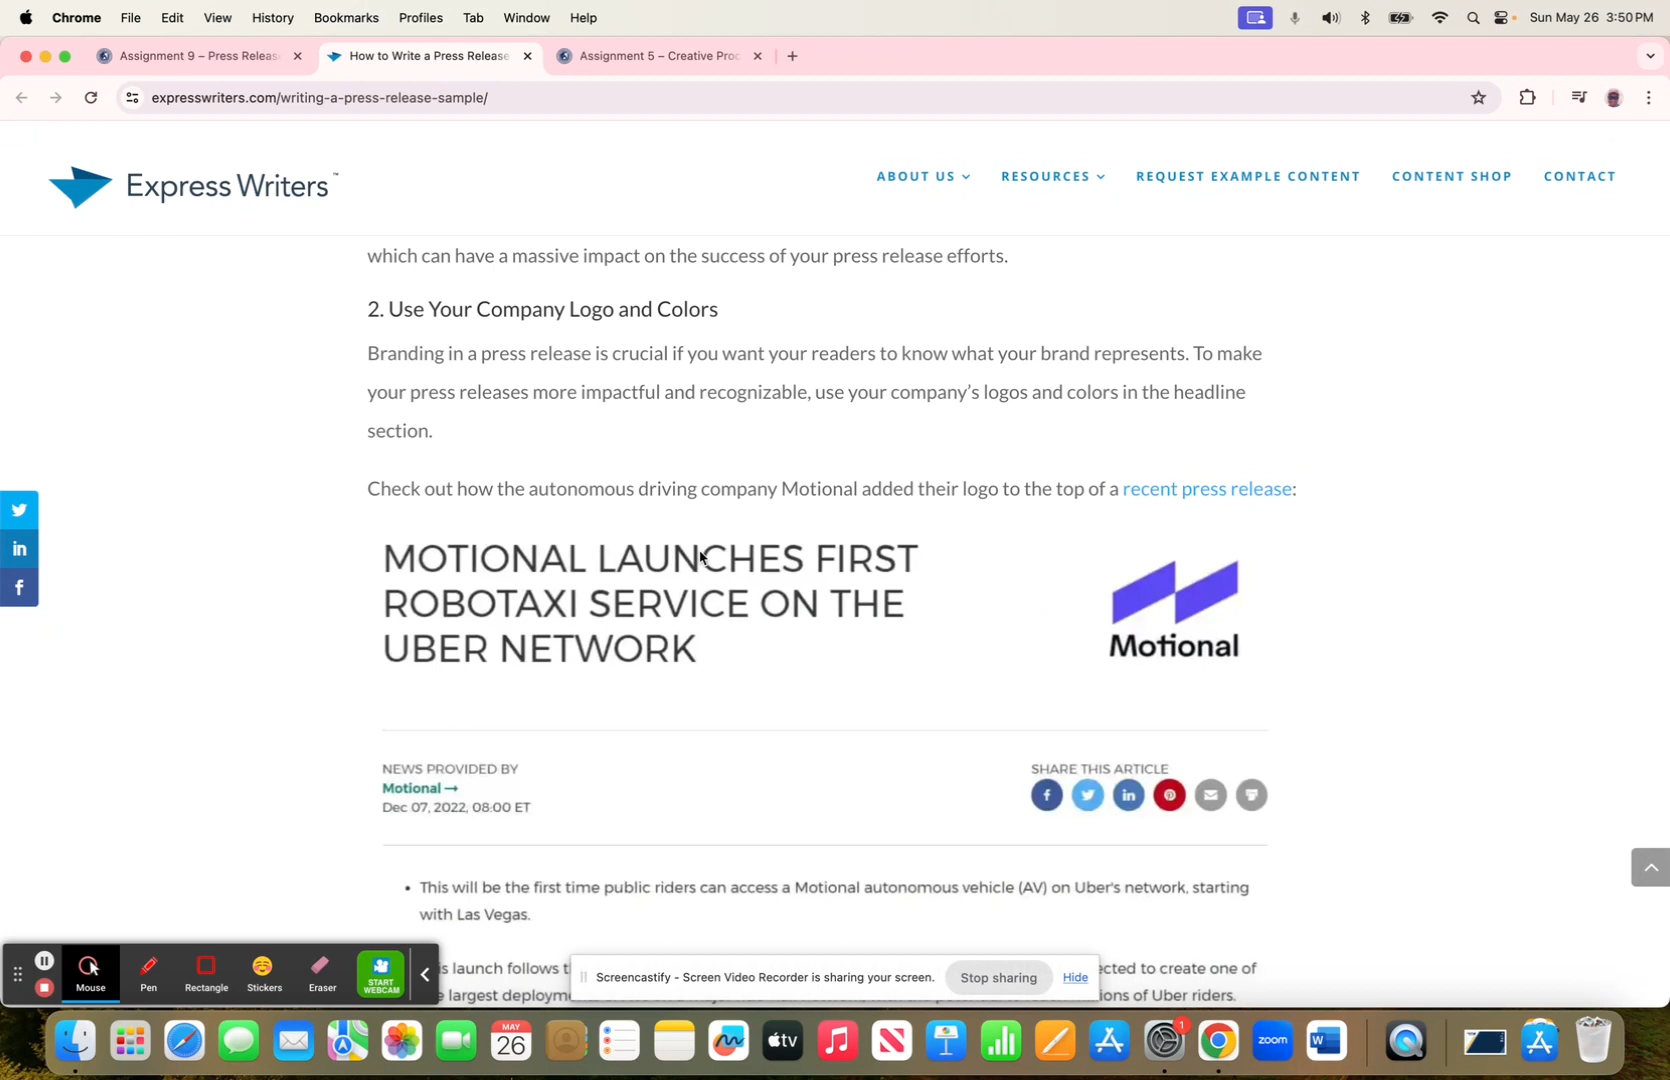 Chrome File Edit View History Bookmarks Profiles Tab Window Help Sun May 26 3:50 PM
Assignment 9 – Press Releas How to Write a Press Release Assignment 5 – Creative Proc
expresswriters.com/writing-a-press-release-sample/
Express Writers™ ABOUT US RESOURCES REQUEST EXAMPLE CONTENT CONTENT SHOP CONTACT
which can have a massive impact on the success of your press release efforts.
2. Use Your Company Logo and Colors
Branding in a press release is crucial if you want your readers to know what your brand represents. To make
your press releases more impactful and recognizable, use your company’s logos and colors in the headline
section.
Check out how the autonomous driving company Motional added their logo to the top of a recent press release:
MOTIONAL LAUNCHES FIRST
ROBOTAXI SERVICE ON THE
UBER NETWORK
Motional
NEWS PROVIDED BY
Motional →
Dec 07, 2022, 08:00 ET
SHARE THIS ARTICLE
• This will be the first time public riders can access a Motional autonomous vehicle (AV) on Uber's network, starting
with Las Vegas.
is launch follows ected to create one of
largest deploym ions of Uber riders.
Mouse Pen Rectangle Stickers Eraser START
WEBCAM
Screencastify - Screen Video Recorder is sharing your screen. Stop sharing Hide
MAY
26
tv
1
zoom
W